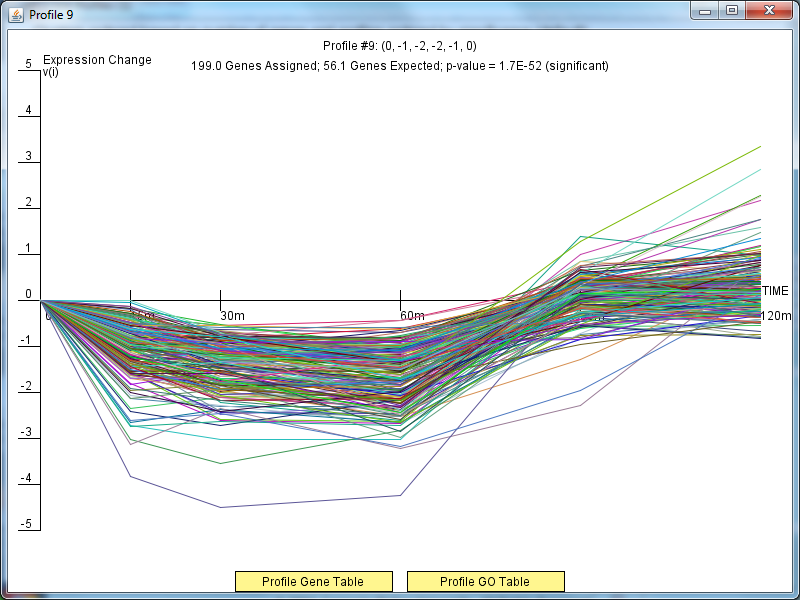 Profile 9
Profile #9: (0, -1, -2, -2, -1, 0)
199.0 Genes Assigned; 56.1 Genes Expected; p-value = 1.7E-52 (significant)
Expression Change
v(i)
5
4
3
2
1
0
-1
-2
-3
-4
-5
30m
60m
TIME
120m
Profile Gene Table
Profile GO Table